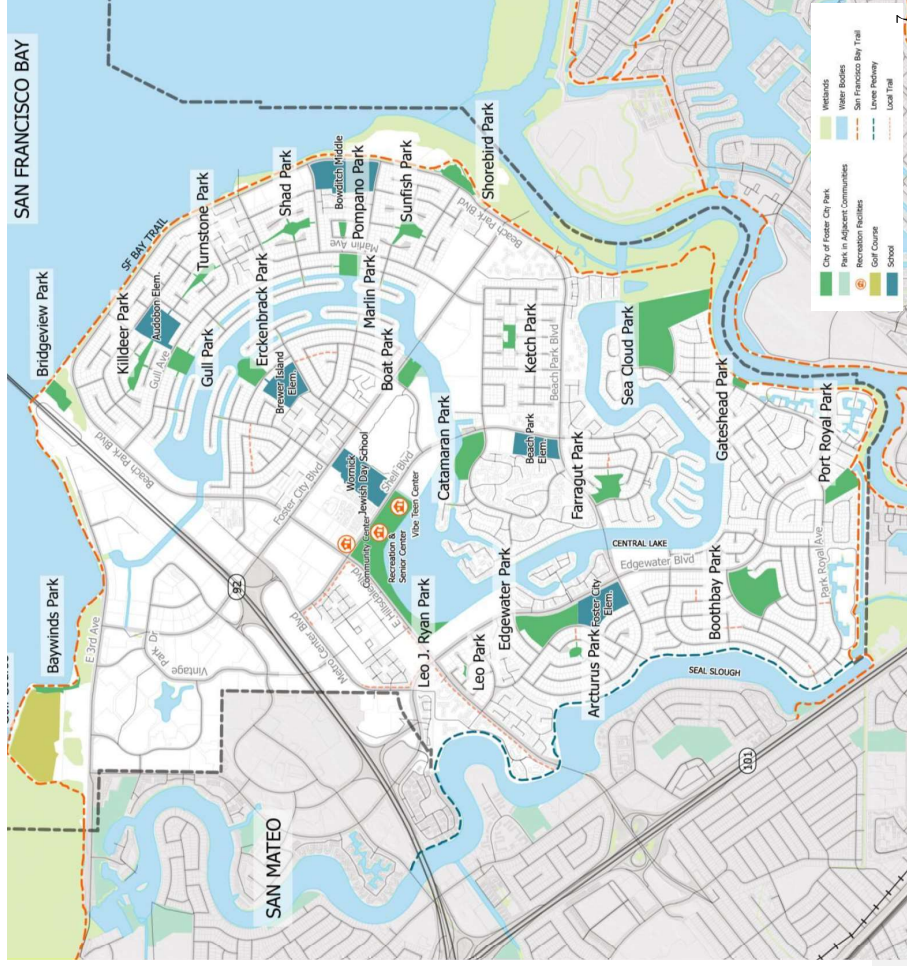 SAN FRANCISCO BAY
Baywinds Park
Bridgeview Park
E 3rd Ave
SF BAY TRAIL
Beach Park Blvd
Killdeer Park
Audobon Elem.
Gull Ave
Turnstone Park
Vintage
Park Dr
Gull Park
92
SAN MATEO
Erckenbrack Park
Shad Park
Brewer Island
Elem.
Foster City Blvd
Metro Center Blvd
Bowditch Middle
Pompano Park
Marlin Ave
Marlin Park
Wornick
Jewish Day School
Community Center
E Hillsdale Blvd
Shell Blvd
Boat Park
Sunfish Park
Recreation &
Senior Center
Vibe Teen Center
Leo J. Ryan Park
Catamaran Park
Beach Park Blvd
Shorebird Park
Leo Park
Edgewater Park
Ketch Park
Beach Park
Elem.
Beach Park Blvd
Farragut Park
Arcturus Park
Foster City
Elem.
CENTRAL LAKE
Sea Cloud Park
Edgewater Blvd
SEAL SLOUGH
Boothbay Park
Gateshead Park
101
Park Royal Ave
Port Royal Park
City of Foster City Park
Park in Adjacent Communities
Recreation Facilities
Golf Course
School
Wetlands
Water Bodies
San Francisco Bay Trail
Levee Pedway
Local Trail
7